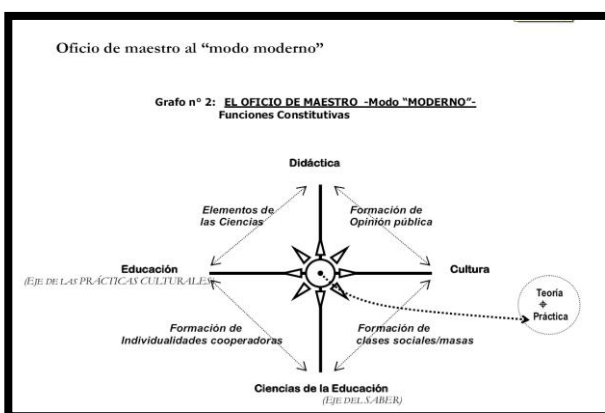 Oficio de maestro al “modo moderno”
Grafo n° 2: EL OFICIO DE MAESTRO -Modo “MODERNO”-
Funciones Constitutivas
Didáctica
Elementos de
las Ciencias
Formación de
Opinión pública
Educación
(EJE DE LAS PRÁCTICAS CULTURALES)
Cultura
Teoría
Práctica
Formación de
Individualidades cooperadoras
Formación de
clases sociales/masas
Ciencias de la Educación
(EJE DEL SABER)